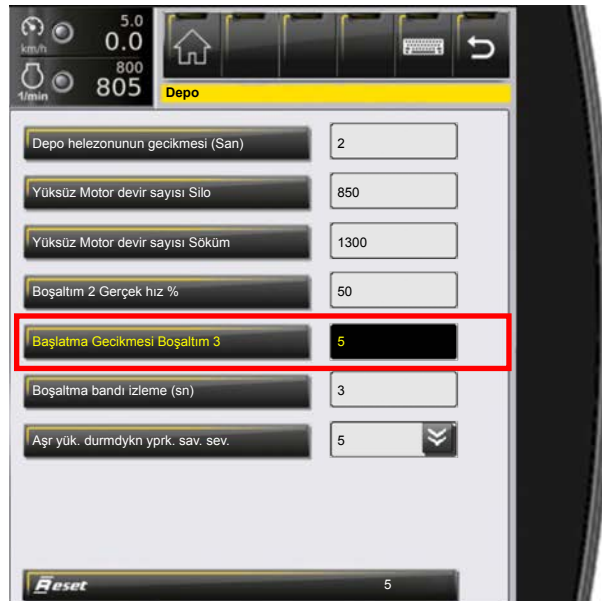 5.0
km/h 0.0
800
1/min 805
Depo
Depo helezonunun gecikmesi (San) 2
Yüksüz Motor devir sayısı Silo 850
Yüksüz Motor devir sayısı Söküm 1300
Boşaltım 2 Gerçek hız % 50
Başlatma Gecikmesi Boşaltım 3 5
Boşaltma bandı izleme (sn) 3
Aşr yük. durmdykn yprk. sav. sev. 5
Reset 5